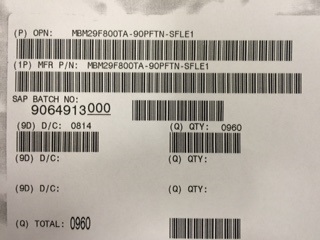 (P) OPN: MBM29F800TA-90PFTN-SFLE1
(1P) MFR P/N: MBM29F800TA-90PFTN-SFLE1
SAP BATCH NO:
9064913000
(9D) D/C: 0814 (Q) QTY: 0960
(9D) D/C: (Q) QTY:
(9D) D/C: (Q) QTY:
(Q) TOTAL: 0960